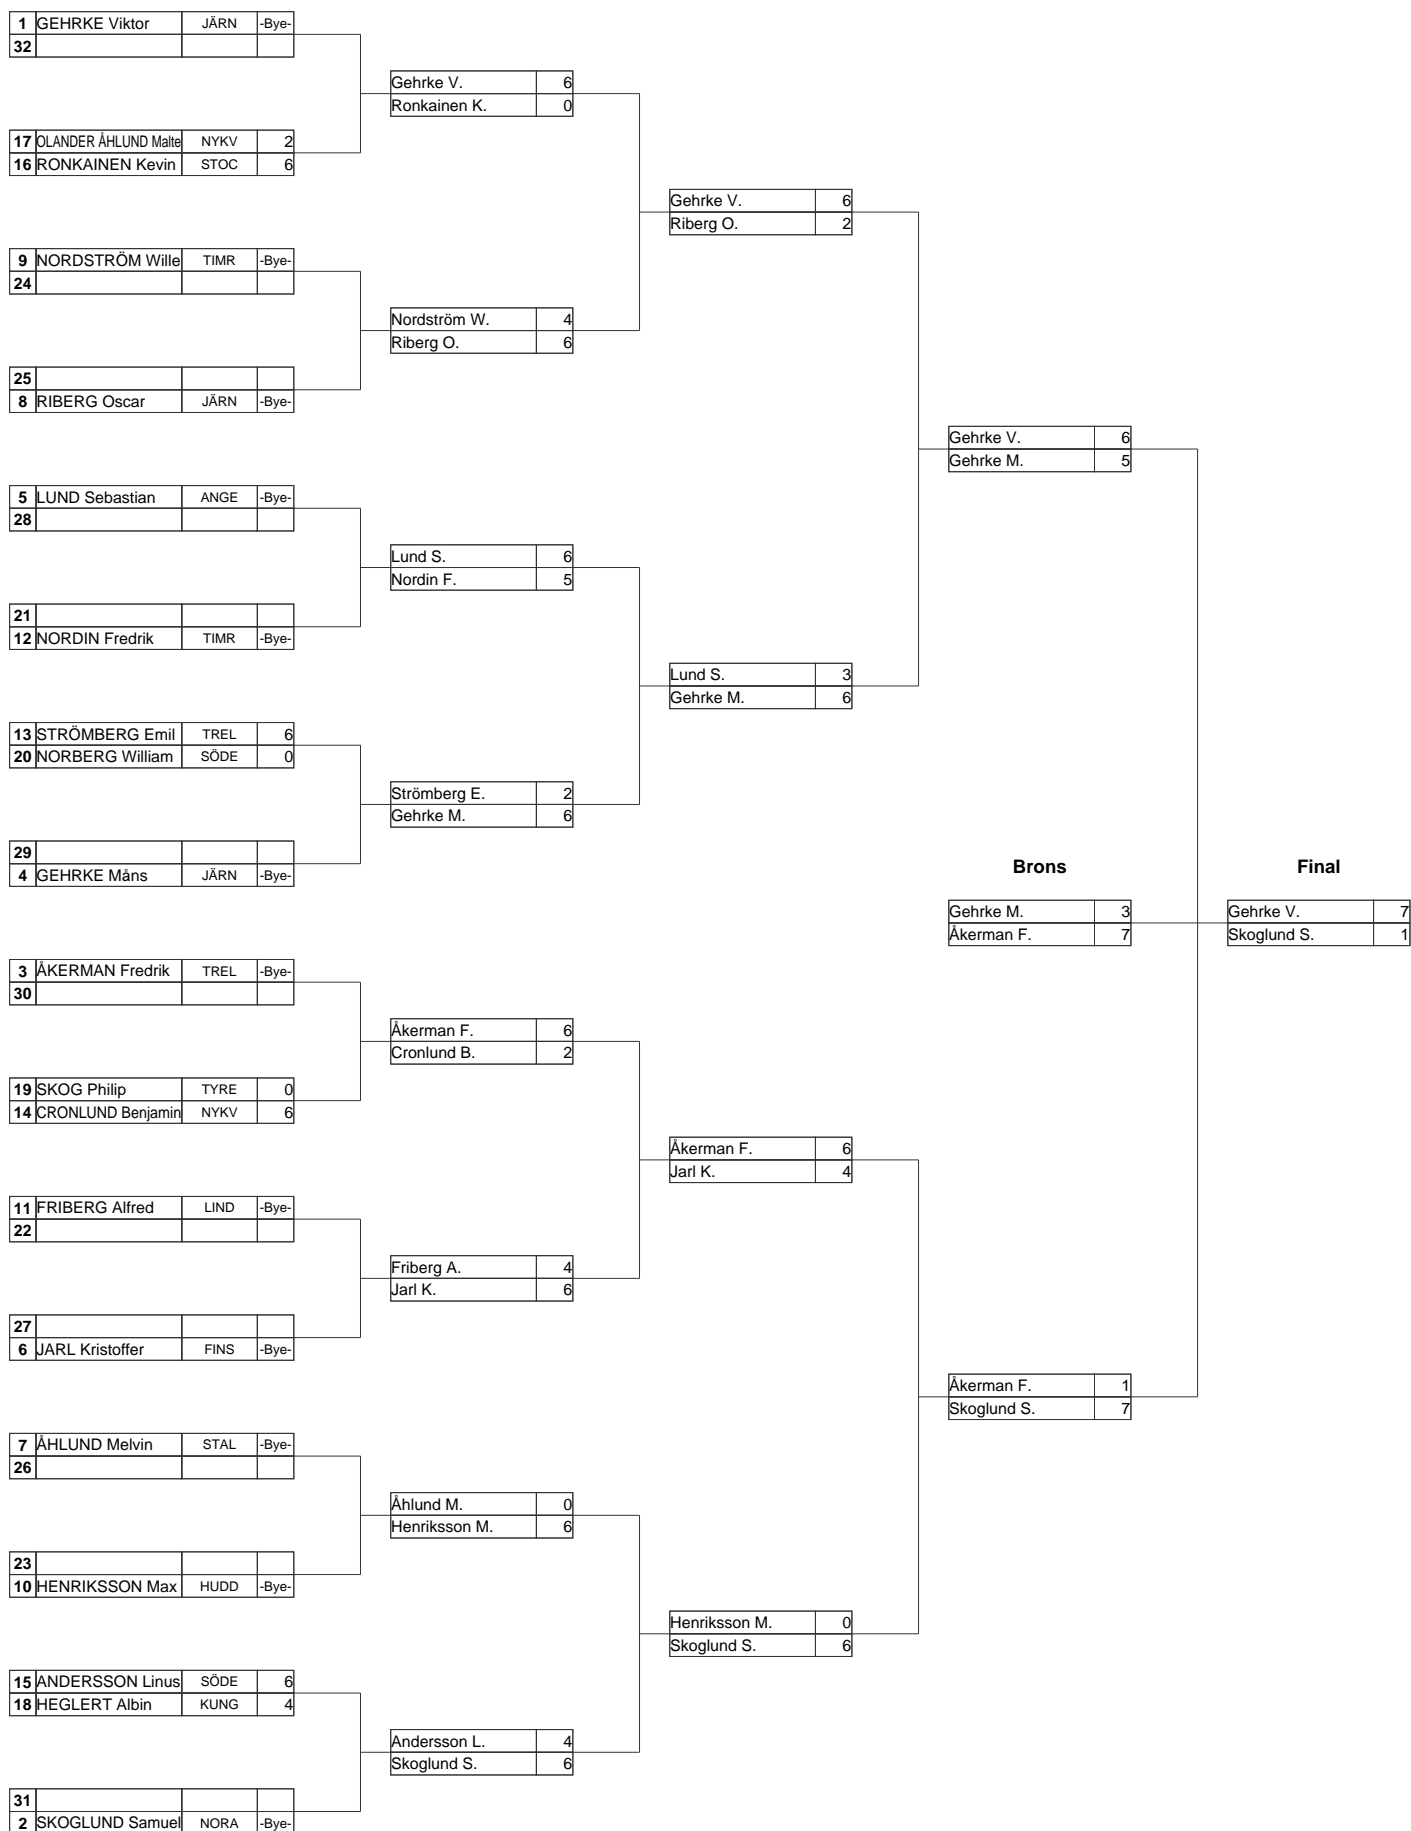 1 GEHRKE Viktor JÄRN -Bye-
32
Gehrke V. 6
Ronkainen K. 0
17 OLANDER ÅHLUND Malte NYKV 2
16 RONKAINEN Kevin STOC 6
Gehrke V. 6
Riberg O. 2
9 NORDSTRÖM Wille TIMR -Bye-
24
Nordström W. 4
Riberg O. 6
25
8 RIBERG Oscar JÄRN -Bye-
Gehrke V. 6
Gehrke M. 5
5 LUND Sebastian ANGE -Bye-
28
Lund S. 6
Nordin F. 5
21
12 NORDIN Fredrik TIMR -Bye-
Lund S. 3
Gehrke M. 6
13 STRÖMBERG Emil TREL 6
20 NORBERG William SÖDE 0
Strömberg E. 2
Gehrke M. 6
29
4 GEHRKE Måns JÄRN -Bye-
Brons Final
Gehrke M. 3 Gehrke V. 7
Åkerman F. 7 Skoglund S. 1
3 ÅKERMAN Fredrik TREL -Bye-
30
Åkerman F. 6
Cronlund B. 2
19 SKOG Philip TYRE 0
14 CRONLUND Benjamin NYKV 6
Åkerman F. 6
Jarl K. 4
11 FRIBERG Alfred LIND -Bye-
22
Friberg A. 4
Jarl K. 6
27
6 JARL Kristoffer FINS -Bye-
Åkerman F. 1
Skoglund S. 7
7 ÅHLUND Melvin STAL -Bye-
26
Åhlund M. 0
Henriksson M. 6
23
10 HENRIKSSON Max HUDD -Bye-
Henriksson M. 0
Skoglund S. 6
15 ANDERSSON Linus SÖDE 6
18 HEGLERT Albin KUNG 4
Andersson L. 4
Skoglund S. 6
31
2 SKOGLUND Samuel NORA -Bye-